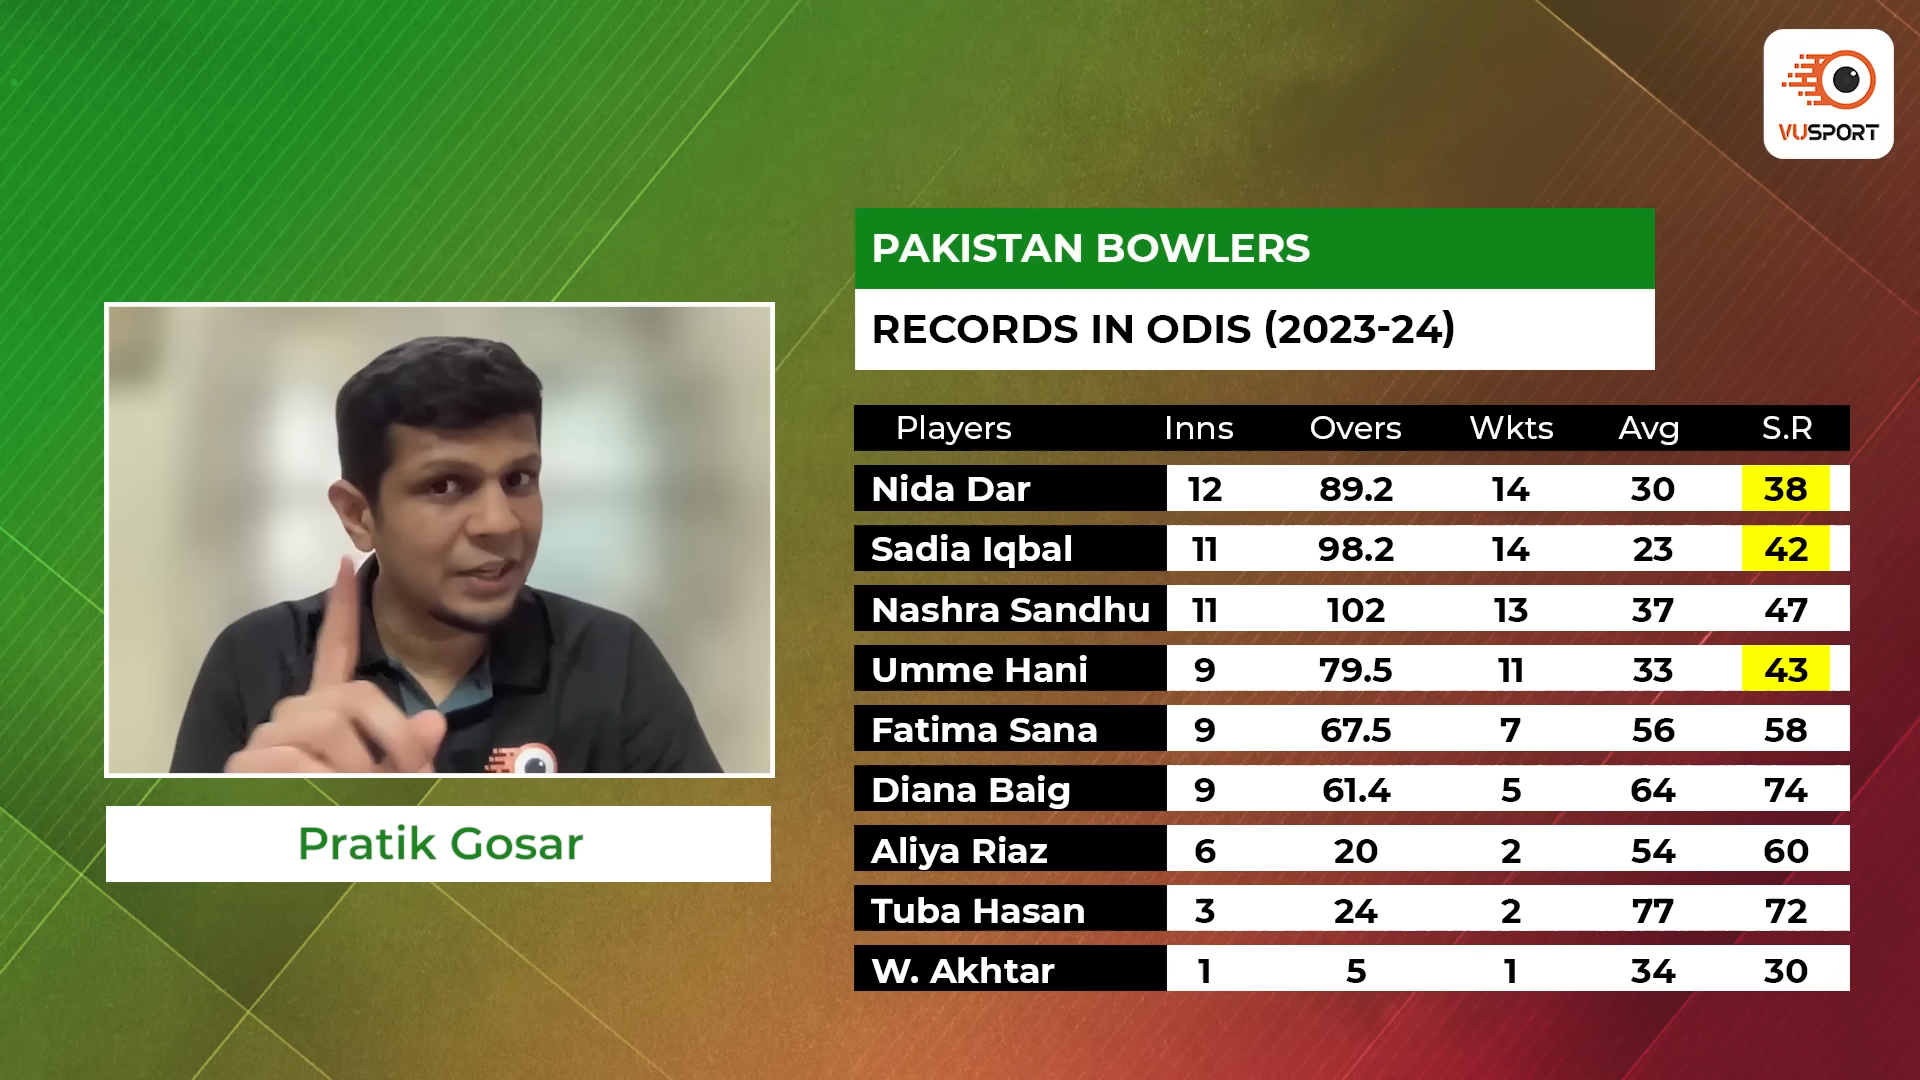 VUSPORT
PAKISTAN BOWLERS
RECORDS IN ODIS (2023-24)
Players Inns Overs Wkts Avg S.R
Nida Dar 12 89.2 14 30 38
Sadia Iqbal 11 98.2 14 23 42
Nashra Sandhu 11 102 13 37 47
Umme Hani 9 79.5 11 33 43
Fatima Sana 9 67.5 7 56 58
Diana Baig 9 61.4 5 64 74
Aliya Riaz 6 20 2 54 60
Tuba Hasan 3 24 2 77 72
W. Akhtar 1 5 1 34 30
Pratik Gosar